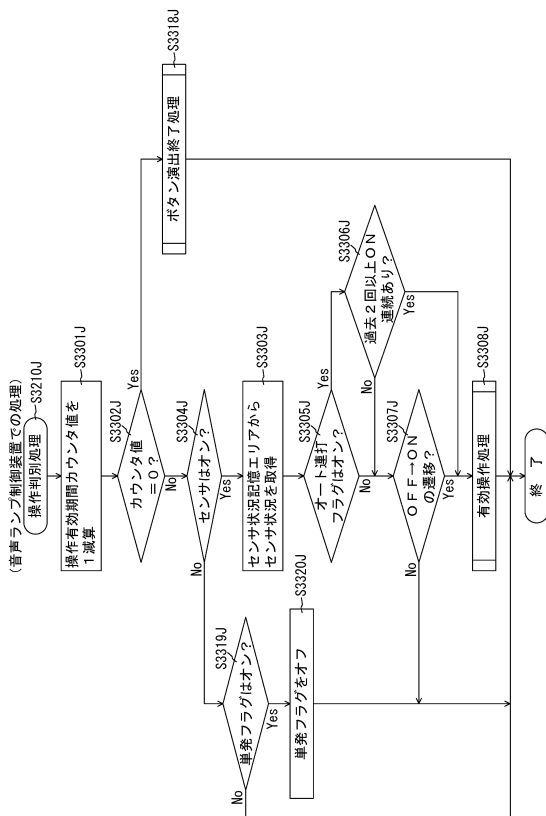 (音声ランプ制御装置での処理)
操作判別処理
S3210J
操作有効期間カウンタ値を
1減算
S3301J
カウンタ値
=0?
S3302J
Yes
No
ボタン演出終了処理
S3318J
センサはオン?
S3304J
No
Yes
センサ状況記憶エリアから
センサ状況を取得
S3303J
オート連打
フラグはオン?
S3305J
Yes
No
過去2回以上ON
連続あり?
S3306J
No
Yes
OFF→ON
の遷移?
S3307J
No
Yes
有効操作処理
S3308J
単発フラグはオン?
S3319J
No
Yes
単発フラグをオフ
S3320J
終 了